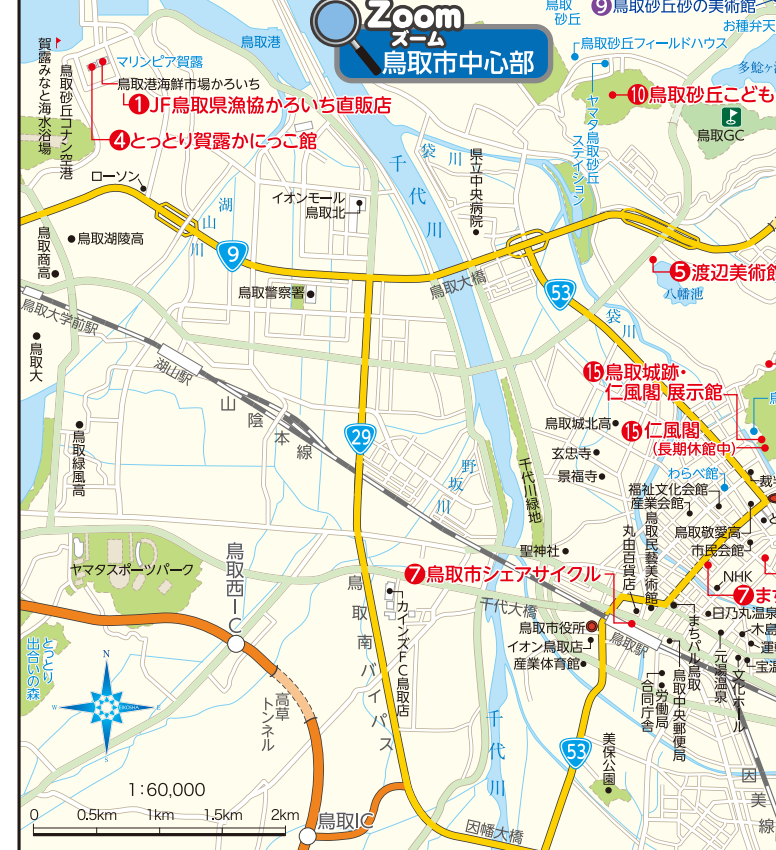 Zoom
ズーム
鳥取市中心部
鳥取
砂丘
⑨鳥取砂丘砂の美術館
お種弁天
鳥取砂丘フィールドハウス
多鯰ヶ
鳥取港
賀露みなと海水浴場
鳥取砂丘コナン空港
マリンピア賀露
鳥取港海鮮市場かろいち
①JF鳥取県漁協かろいち直販店
④とっとり賀露かにっこ館
⑩鳥取砂丘こども
ヤマタ鳥取砂丘
ステイション
鳥取GC
ローソン
湖山川
イオンモール
鳥取北
千代川
袋川
県立中央病院
鳥取商高
鳥取湖陵高
9
鳥取警察署
鳥取大橋
53
⑤渡辺美術館
八幡池
袋川
鳥取大学前駅
鳥取大
湖山駅
山陰本線
29
⑮鳥取城跡・
仁風閣 展示館
⑮仁風閣
(長期休館中)
鳥取城北高
玄忠寺
景福寺
わらべ館
福祉文化会館
産業会館
鳥取緑風高
野坂川
千代川緑地
鳥取敬愛高
市民会館
鳥取民藝美術館
丸由百貨店
聖神社
ヤマタスポーツパーク
鳥取西IC
⑦鳥取市シェアサイクル
NHK
⑦ます
鳥取南バイパス
カインズFC鳥取店
千代大橋
鳥取市役所
イオン鳥取店
産業体育館
鳥取駅
日乃丸温泉
木島
まちパル鳥取
元湯温泉
文化ホール
とっとり
出合いの森
N
W
E
S
高草
トンネル
労働局
合同庁舎
鳥取中央郵便局
千代川
53
美保公園
因美線
1:60,000
0
0.5km
1km
1.5km
2km
鳥取IC
因幡大橋